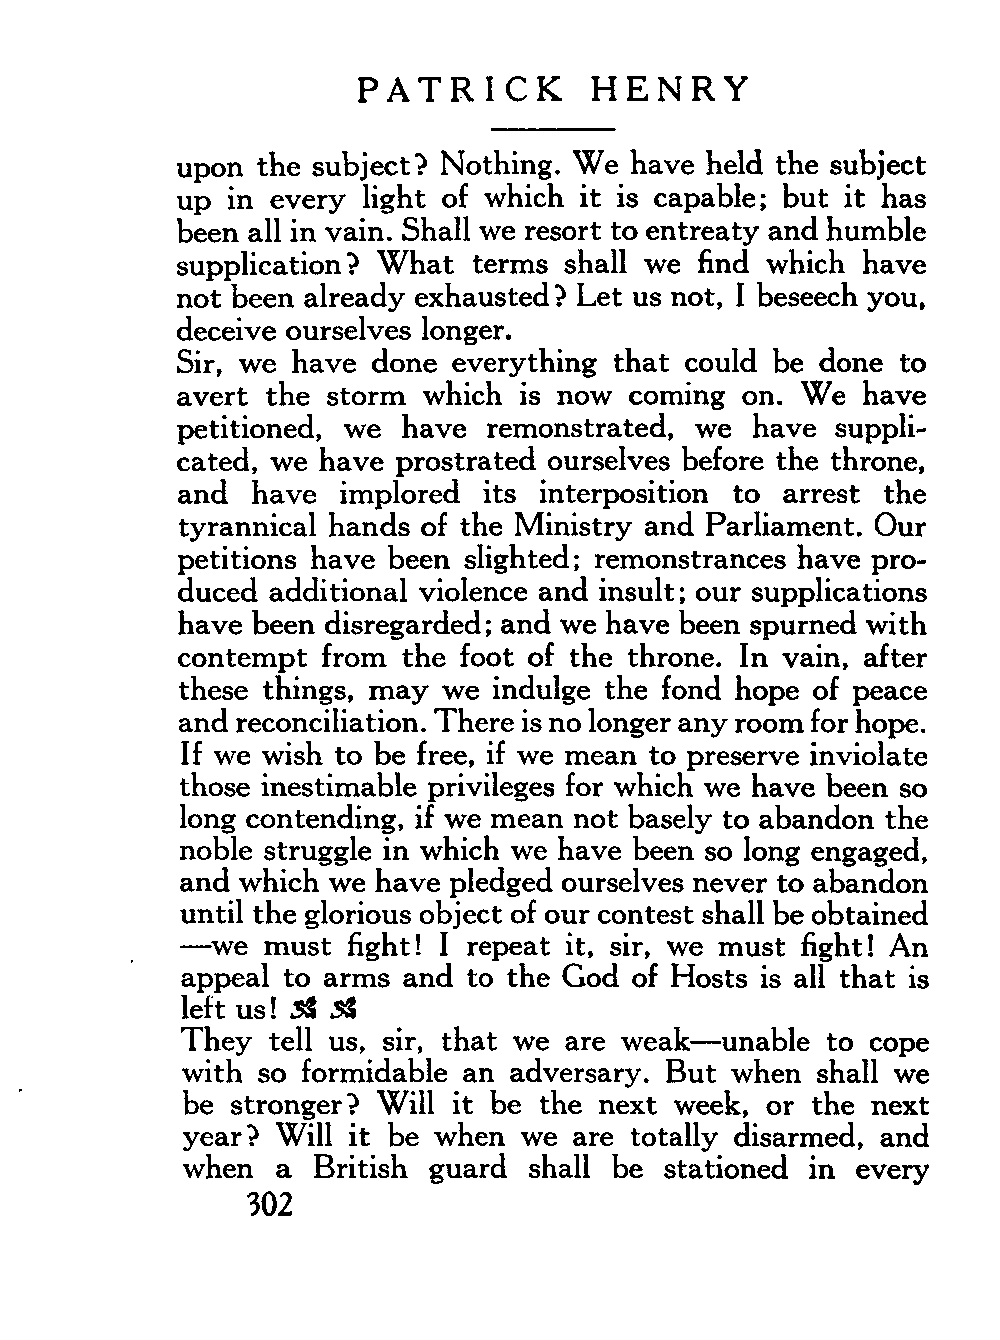 PATRICK HENRY
upon the subject? Nothing. We have held the subject
up in every light of which it is capable; but it has
been all in vain. Shall we resort to entreaty and humble
supplication? What terms shall we find which have
not been already exhausted? Let us not, I beseech you,
deceive ourselves longer.
Sir, we have done everything that could be done to
avert the storm which is now coming on. We have
petitioned, we have remonstrated, we have suppli-
cated, we have prostrated ourselves before the throne,
and have implored its interposition to arrest the
tyrannical hands of the Ministry and Parliament. Our
petitions have been slighted; remonstrances have pro-
duced additional violence and insult; our supplications
have been disregarded; and we have been spurned with
contempt from the foot of the throne. In vain, after
these things, may we indulge the fond hope of peace
and reconciliation. There is no longer any room for hope.
If we wish to be free, if we mean to preserve inviolate
those inestimable privileges for which we have been so
long contending, if we mean not basely to abandon the
noble struggle in which we have been so long engaged,
and which we have pledged ourselves never to abandon
until the glorious object of our contest shall be obtained
—we must fight! I repeat it, sir, we must fight! An
appeal to arms and to the God of Hosts is all that is
left us!
They tell us, sir, that we are weak—unable to cope
with so formidable an adversary. But when shall we
be stronger? Will it be the next week, or the next
year? Will it be when we are totally disarmed, and
when a British guard shall be stationed in every
302